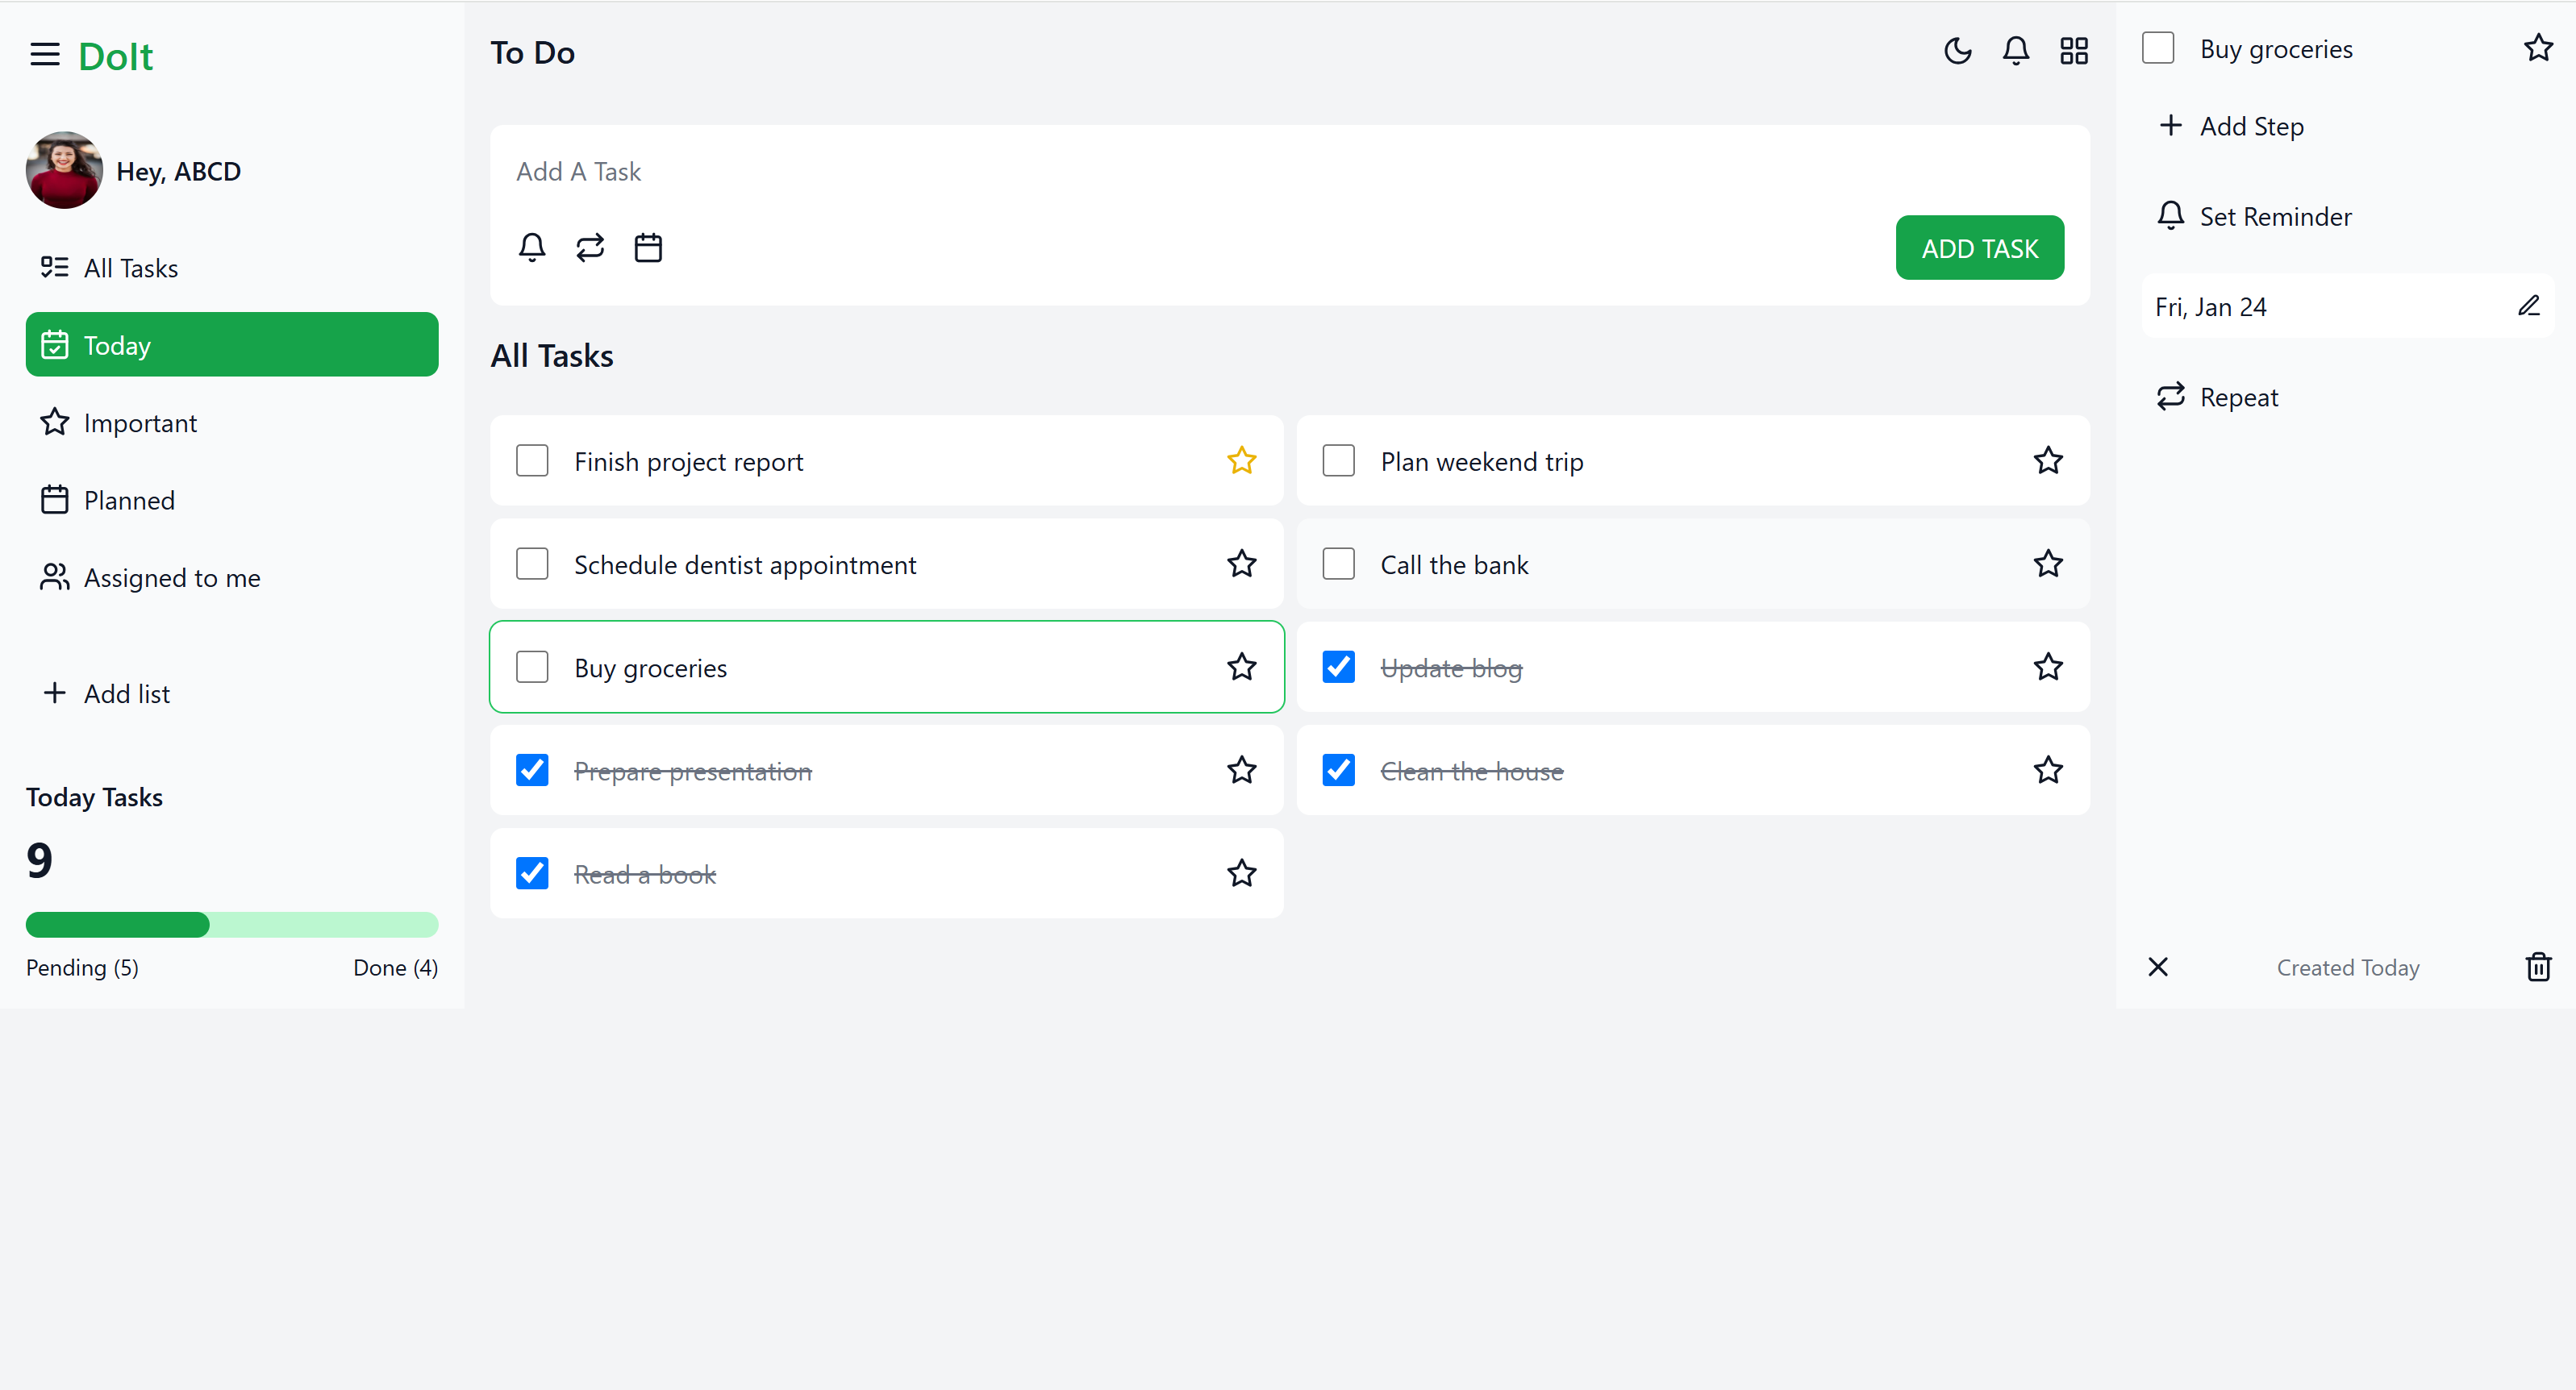 DoIt
Hey, ABCD
All Tasks
Today
Important
Planned
Assigned to me
Add list
Today Tasks
9
Pending (5) Done (4)
To Do
Add A Task
ADD TASK
All Tasks
Finish project report
Plan weekend trip
Schedule dentist appointment
Call the bank
Buy groceries
Update blog
Prepare presentation
Clean the house
Read a book
Buy groceries
Add Step
Set Reminder
Fri, Jan 24
Repeat
Created Today